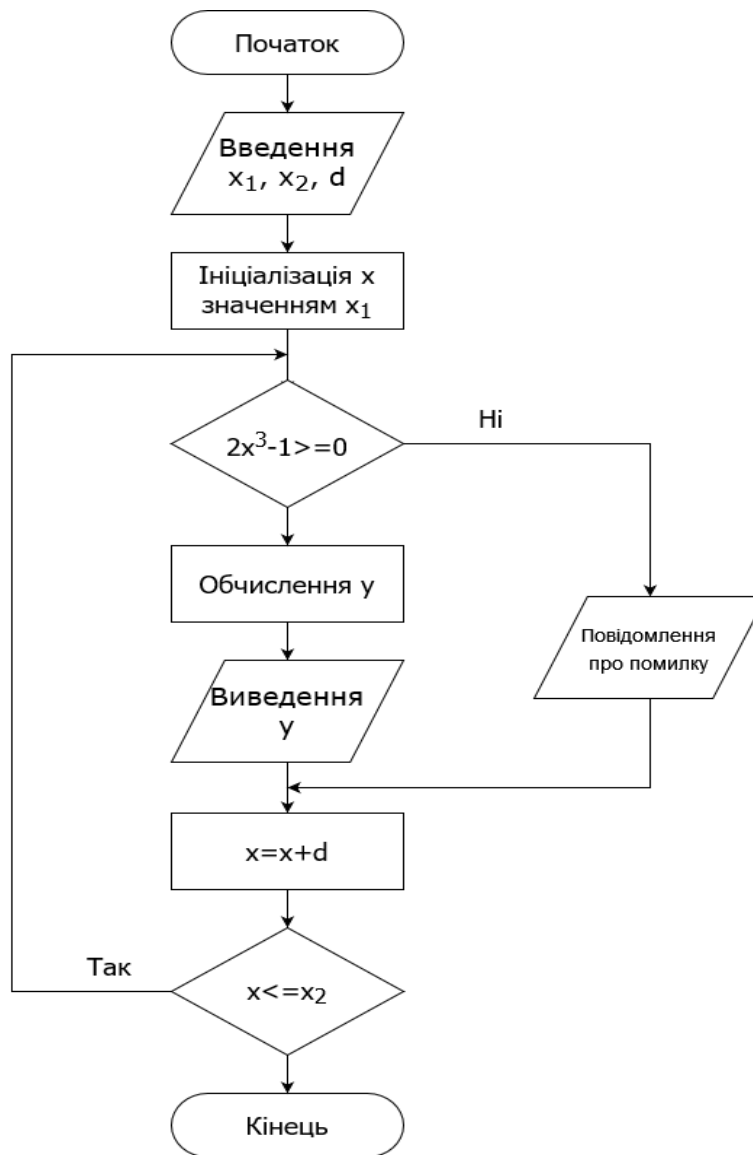 Початок
Введення
x₁, x₂, d
Ініціалізація x
значенням x₁
2x³-1>=0
Ні
Обчислення y
Повідомлення
про помилку
Виведення
y
x=x+d
Так
x<=x₂
Кінець